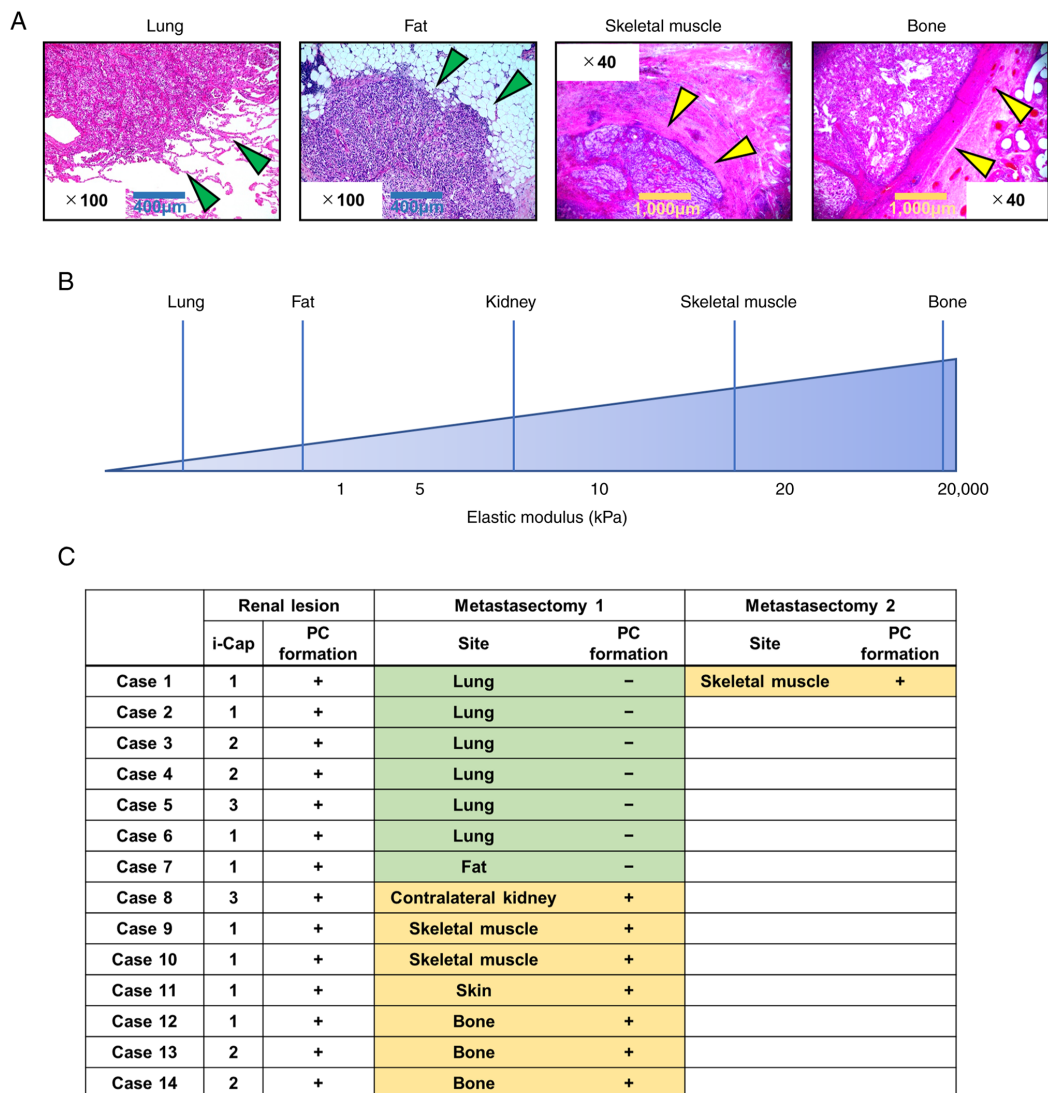 A
Lung Fat Skeletal muscle Bone
×100 400μm ×100 400μm ×40 1,000μm 1,000μm ×40
B
Lung Fat Kidney Skeletal muscle Bone
1 5 10 20 20,000
Elastic modulus (kPa)
C
Renal lesion Metastasectomy 1 Metastasectomy 2
i-Cap PC formation Site PC formation Site PC formation
Case 1 1 + Lung − Skeletal muscle +
Case 2 1 + Lung −
Case 3 2 + Lung −
Case 4 2 + Lung −
Case 5 3 + Lung −
Case 6 1 + Lung −
Case 7 1 + Fat −
Case 8 3 + Contralateral kidney +
Case 9 1 + Skeletal muscle +
Case 10 1 + Skeletal muscle +
Case 11 1 + Skin +
Case 12 1 + Bone +
Case 13 2 + Bone +
Case 14 2 + Bone +